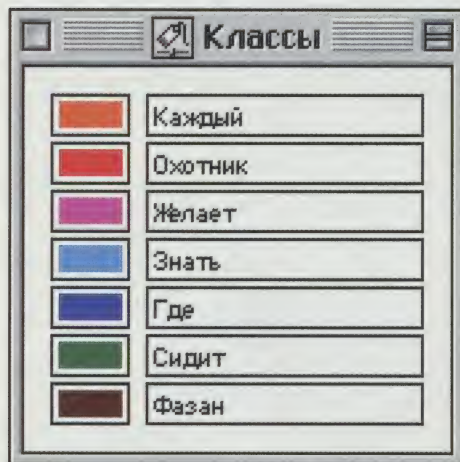 Классы
Каждый
Охотник
Желает
Знать
Где
Сидит
Фазан